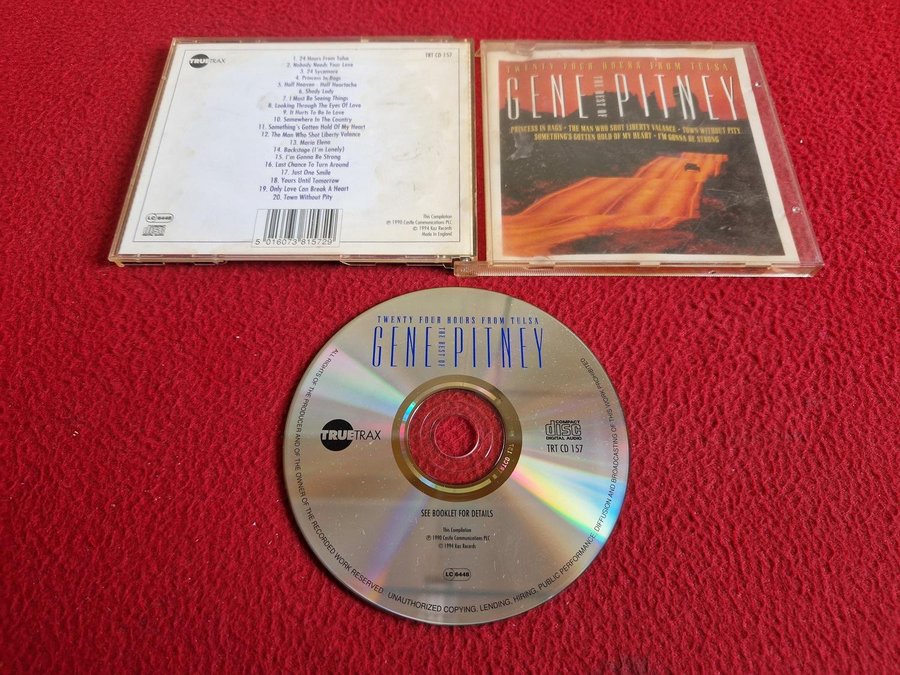 TRUETRAX
TRT CD 157
1. 24 Hours From Tulsa
2. Nobody Needs Your Love
3. 24 Sycamore
4. Princess In Rags
5. Half Heaven - Half Heartache
6. Shady Lady
7. I Must Be Seeing Things
8. Looking Through The Eyes Of Love
9. It Hurts To Be In Love
10. Somewhere In The Country
11. Something's Gotten Hold Of My Heart
12. The Man Who Shot Liberty Valance
13. Maria Elena
14. Backstage (I'm Lonely)
15. I'm Gonna Be Strong
16. Last Chance To Turn Around
17. Just One Smile
18. Yours Until Tomorrow
19. Only Love Can Break A Heart
20. Town Without Pity
LC 6448
5 016073 815729
This Compilation
℗ 1990 Castle Communications PLC
© 1994 Kaz Records
Made in England
TWENTY FOUR HOURS FROM TULSA
GENE THE BEST OF PITNEY
PRINCESS IN RAGS · THE MAN WHO SHOT LIBERTY VALANCE · TOWN WITHOUT PITY
SOMETHING'S GOTTEN HOLD OF MY HEART · I'M GONNA BE STRONG
TWENTY FOUR HOURS FROM TULSA
GENE THE BEST OF PITNEY
TRUETRAX
COMPACT
disc
DIGITAL AUDIO
TRT CD 157
SEE BOOKLET FOR DETAILS
This Compilation
℗ 1990 Castle Communications PLC
© 1994 Kaz Records
LC 6448
ALL RIGHTS OF THE PRODUCER AND OF THE OWNER OF THE RECORDED WORK RESERVED. UNAUTHORIZED COPYING, LENDING, HIRING, PUBLIC PERFORMANCE, DIFFUSION AND BROADCASTING OF THIS WORK PROHIBITED